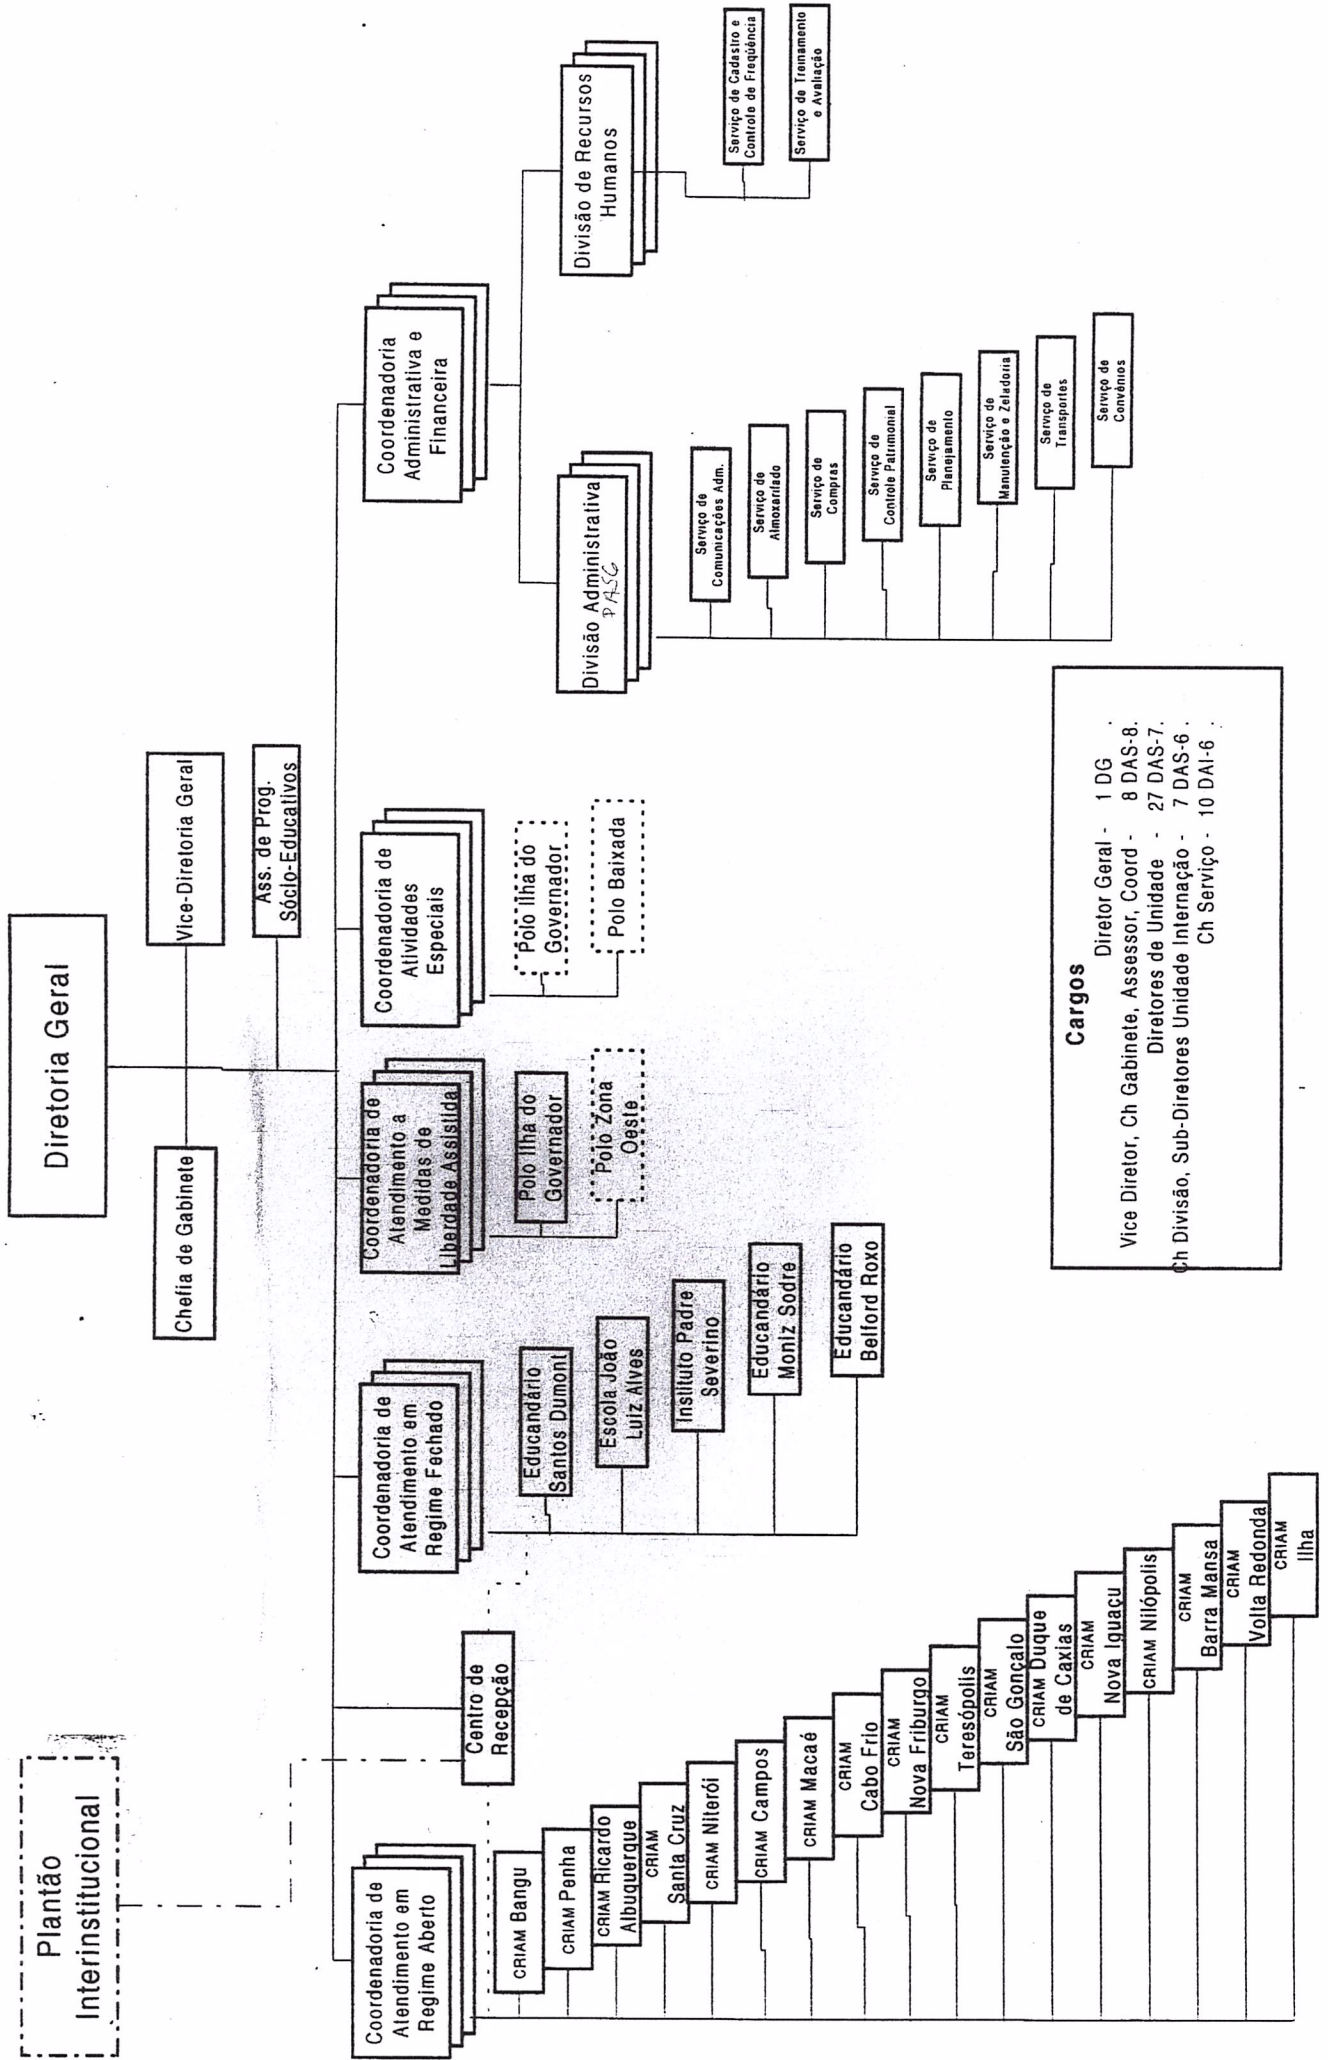 Diretoria Geral
Chefia de Gabinete
Vice-Diretoria Geral
Ass. de Prog.
Sócio-Educativos
Plantão
Interinstitucional
Coordenadoria de
Atendimento em
Regime Aberto
Centro de
Recepção
Coordenadoria de
Atendimento em
Regime Fechado
Coordenadoria de
Atendimento a
Medidas de
Liberdade Assistida
Coordenadoria de
Atividades
Especiais
Coordenadoria
Administrativa e
Financeira
CRIAM Bangu
CRIAM Penha
CRIAM Ricardo
Albuquerque
CRIAM
Santa Cruz
CRIAM Niterói
CRIAM Campos
CRIAM Macaé
CRIAM
Cabo Frio
CRIAM
Nova Friburgo
CRIAM
Teresópolis
CRIAM
São Gonçalo
CRIAM Duque
de Caxias
CRIAM
Nova Iguaçu
CRIAM Nilópolis
CRIAM
Barra Mansa
CRIAM
Volta Redonda
CRIAM
Ilha
Educandário
Santos Dumont
Escola João
Luiz Alves
Instituto Padre
Severino
Educandário
Moniz Sodre
Educandário
Belford Roxo
Polo Ilha do
Governador
Polo Zona
Oeste
Polo Ilha do
Governador
Polo Baixada
Divisão Administrativa
Divisão de Recursos
Humanos
Serviço de
Comunicações Adm.
Serviço de
Almoxarifado
Serviço de
Compras
Serviço de
Controle Patrimonial
Serviço de
Planejamento
Serviço de
Manutenção e Zeladoria
Serviço de
Transportes
Serviço de
Convênios
Serviço de Cadastro e
Controle de Freqüência
Serviço de Treinamento
e Avaliação
Cargos
Diretor Geral - 1 DG
Vice Diretor, Ch Gabinete, Assessor, Coord - 8 DAS-8.
Diretores de Unidade - 27 DAS-7.
Ch Divisão, Sub-Diretores Unidade Internação - 7 DAS-6 .
Ch Serviço - 10 DAI-6 .